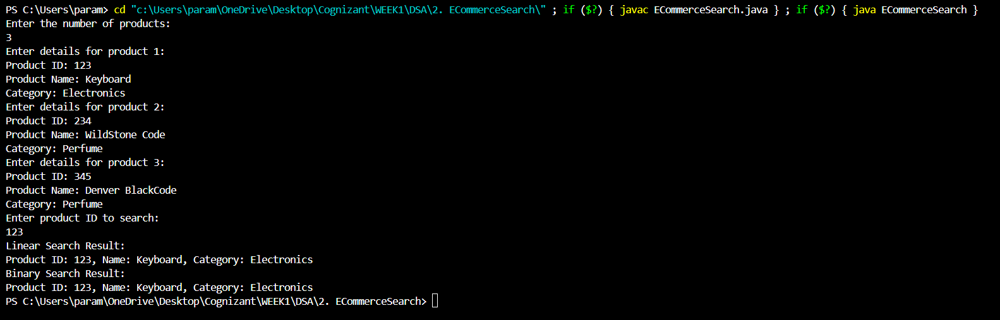 PS C:\Users\param> cd "c:\Users\param\OneDrive\Desktop\Cognizant\WEEK1\DSA\2. ECommerceSearch\" ; if ($?) { javac ECommerceSearch.java } ; if ($?) { java ECommerceSearch }
Enter the number of products:
3
Enter details for product 1:
Product ID: 123
Product Name: Keyboard
Category: Electronics
Enter details for product 2:
Product ID: 234
Product Name: WildStone Code
Category: Perfume
Enter details for product 3:
Product ID: 345
Product Name: Denver BlackCode
Category: Perfume
Enter product ID to search:
123
Linear Search Result:
Product ID: 123, Name: Keyboard, Category: Electronics
Binary Search Result:
Product ID: 123, Name: Keyboard, Category: Electronics
PS C:\Users\param\OneDrive\Desktop\Cognizant\WEEK1\DSA\2. ECommerceSearch>